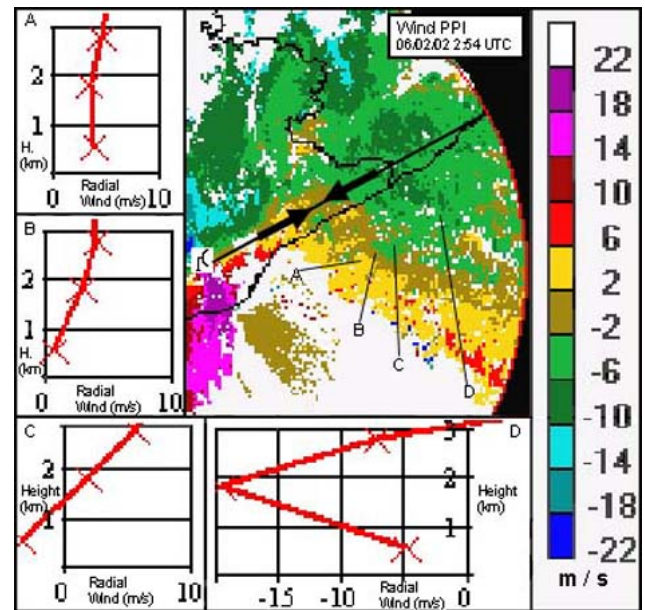 A
2
1
H.
(km)
0 Radial 10
Wind (m/s)
B
2
1
H.
(km)
0 Radial 10
Wind (m/s)
Wind PPI
06.02.02 2:54 UTC
A
B
C
D
22
18
14
10
6
2
-2
-6
-10
-14
-18
-22
m / s
C
2
Height
(km)
1
0 Radial 10
Wind (m/s)
D
3
2
Height
(km)
1
-15 -10 -5 0
Radial
Wind (m/s)